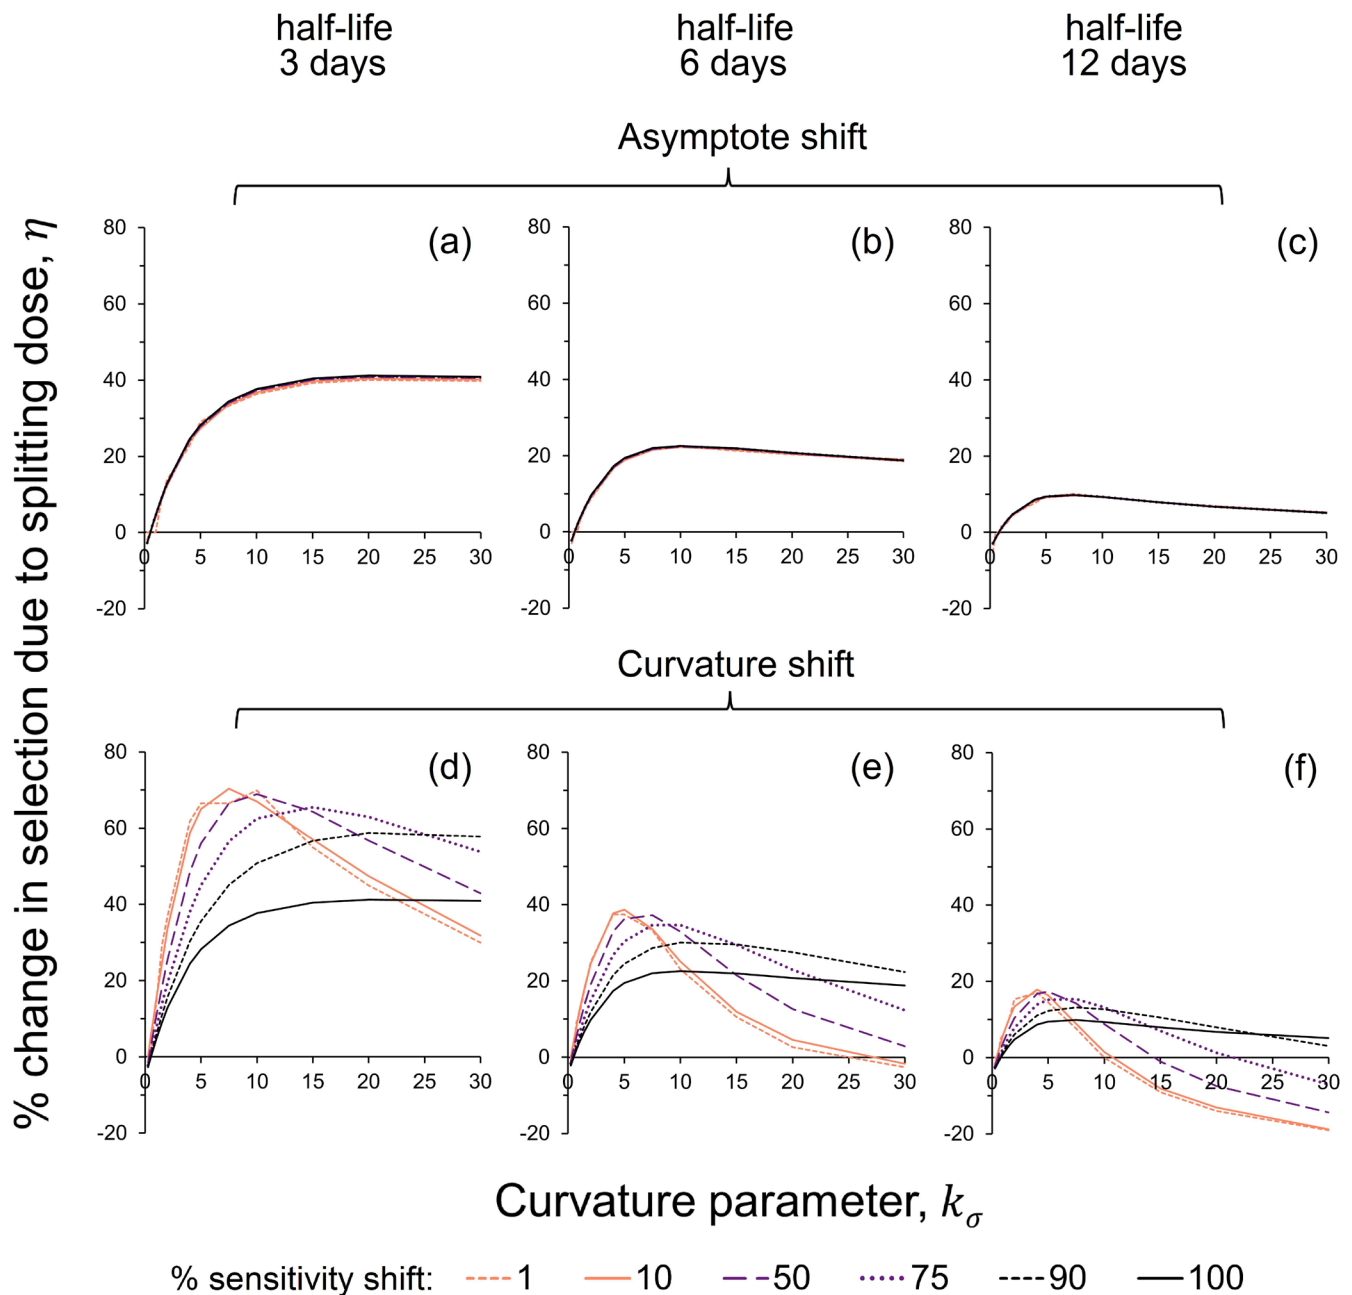 half-life half-life half-life
3 days 6 days 12 days
Asymptote shift
% change in selection due to splitting dose, η
(a) (b) (c)
80 80 80
60 60 60
40 40 40
20 20 20
0 0 0
0 5 10 15 20 25 30 0 5 10 15 20 25 30 0 5 10 15 20 25 30
-20 -20 -20
Curvature shift
(d) (e) (f)
80 80 80
60 60 60
40 40 40
20 20 20
0 0 0
0 5 10 15 20 25 30 0 5 10 15 20 25 30 0 5 10 15 20 25 30
-20 -20 -20
Curvature parameter, kσ
% sensitivity shift: 1 10 50 75 90 100